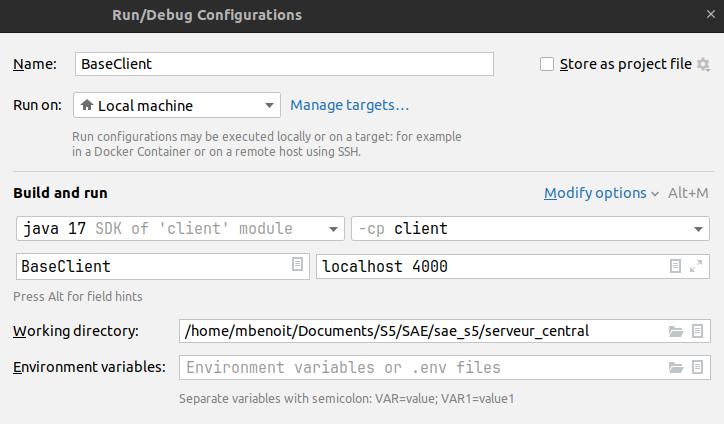 Run/Debug Configurations
Name: BaseClient Store as project file
Run on: Local machine Manage targets...
Run configurations may be executed locally or on a target: for example
in a Docker Container or on a remote host using SSH.
Build and run Modify options Alt+M
java 17 SDK of 'client' module -cp client
BaseClient localhost 4000
Press Alt for field hints
Working directory: /home/mbenoit/Documents/S5/SAE/sae_s5/serveur_central
Environment variables: Environment variables or .env files
Separate variables with semicolon: VAR=value; VAR1=value1